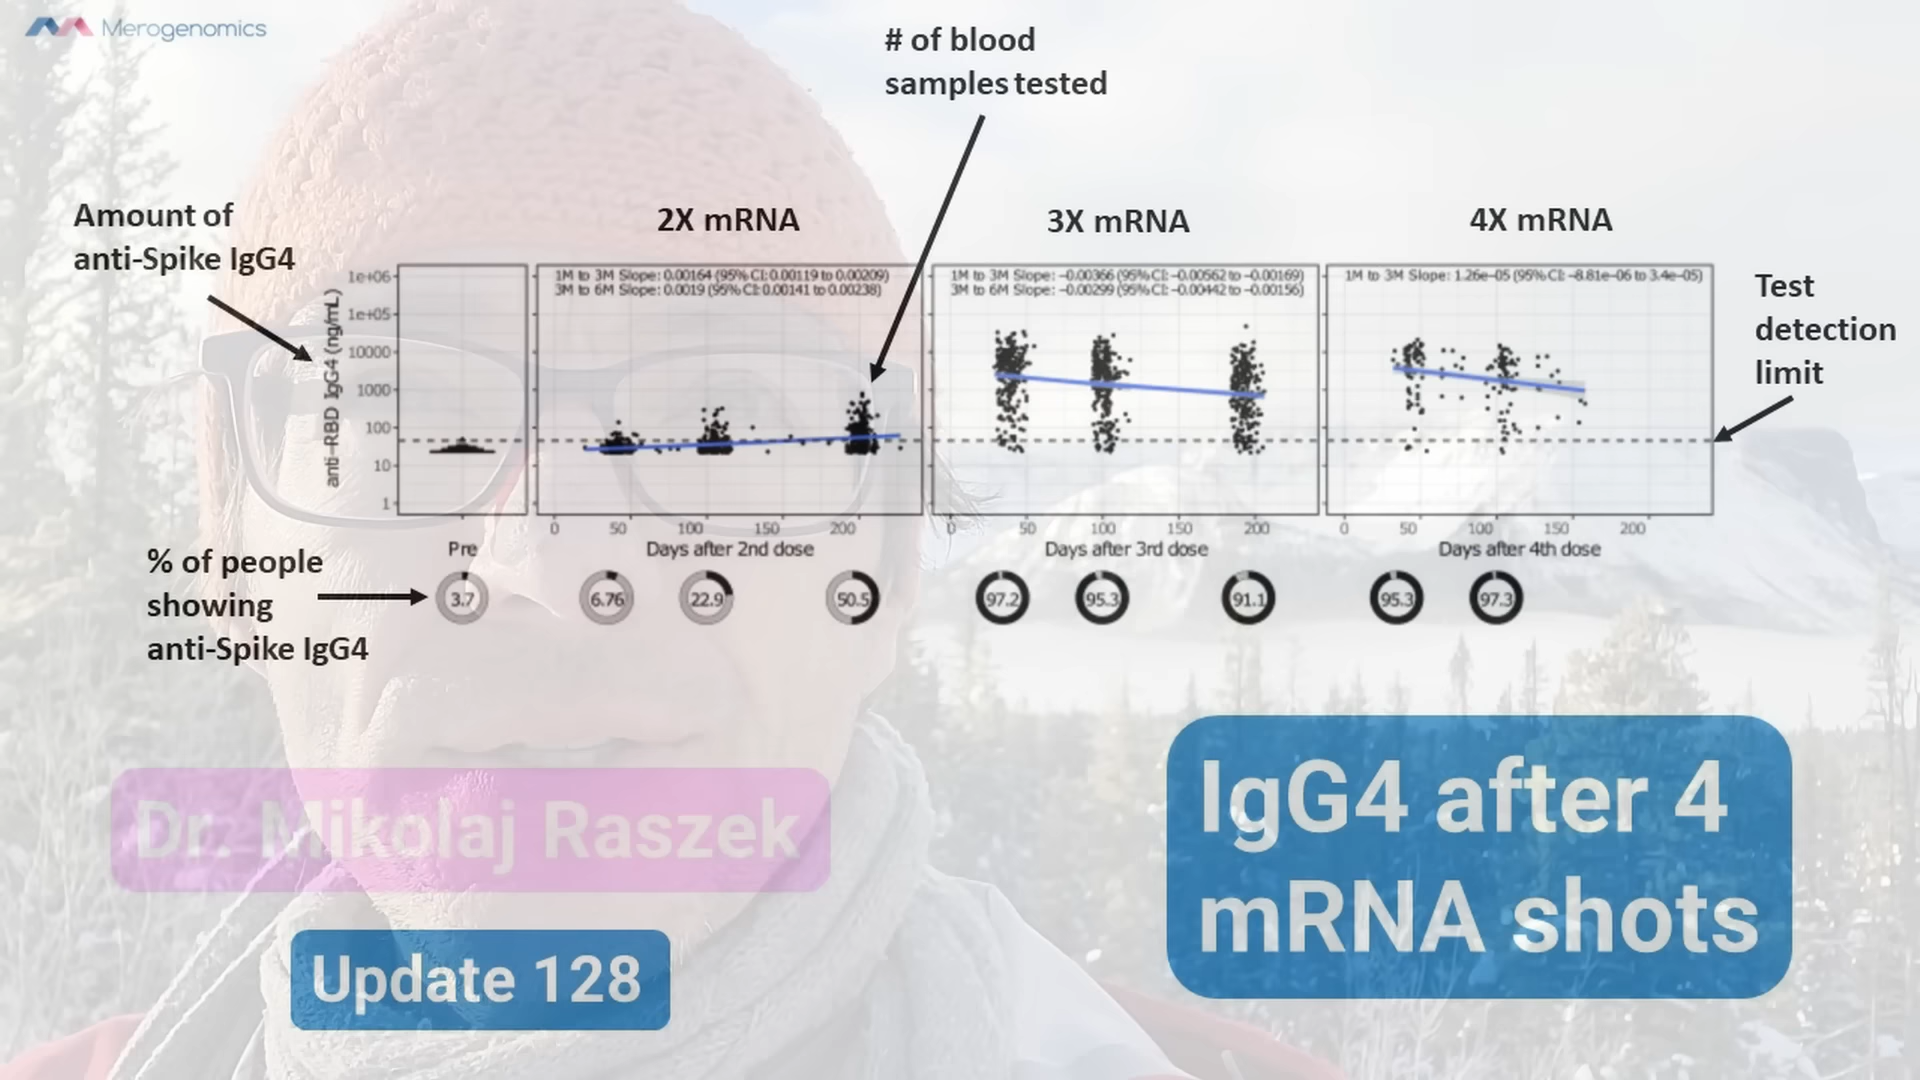 Merogenomics
# of blood
samples tested
Amount of
anti-Spike IgG4
2X mRNA
3X mRNA
4X mRNA
Test
detection
limit
1M to 3M Slope: 0.00164 (95% CI: 0.00119 to 0.00209)
3M to 6M Slope: 0.0019 (95% CI: 0.00141 to 0.00238)
1M to 3M Slope: -0.00366 (95% CI: -0.00562 to -0.00169)
3M to 6M Slope: -0.00299 (95% CI: -0.00442 to -0.00156)
1M to 3M Slope: 1.26e-05 (95% CI: -8.81e-06 to 3.4e-05)
anti-RBD IgG4 (ng/mL)
1e+06
1e+05
10000
1000
100
10
1
0 50 100 150 200
0 50 100 150 200
0 50 100 150 200
Pre
Days after 2nd dose
Days after 3rd dose
Days after 4th dose
% of people
showing
anti-Spike IgG4
3.7 6.76 22.9 50.5 97.2 95.3 91.1 95.3 97.3
Dr. Mikolaj Raszek
Update 128
IgG4 after 4
mRNA shots